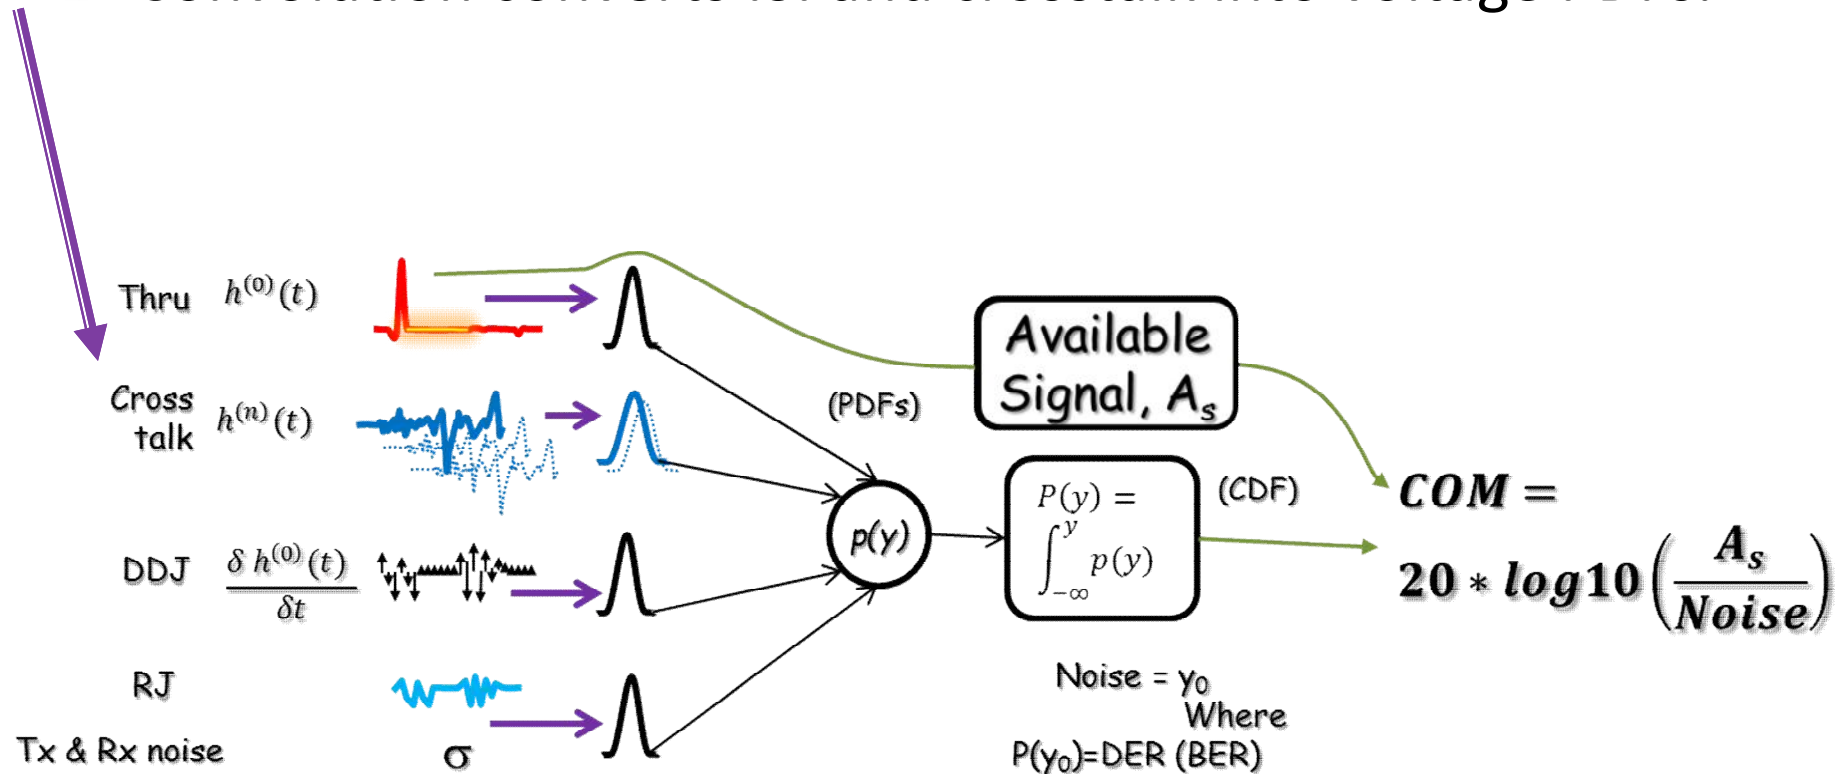 Thru h⁽⁰⁾(t)
Available
Signal, Aₛ
Cross
talk h⁽ⁿ⁾(t)
(PDFs)
P(y) =
∫_{-∞}^{y} p(y)
(CDF)
COM =
20 * log10 (Aₛ / Noise)
p(y)
DDJ δ h⁽⁰⁾(t) / δt
RJ
Tx & Rx noise σ
Noise = y₀
Where
P(y₀)=DER (BER)